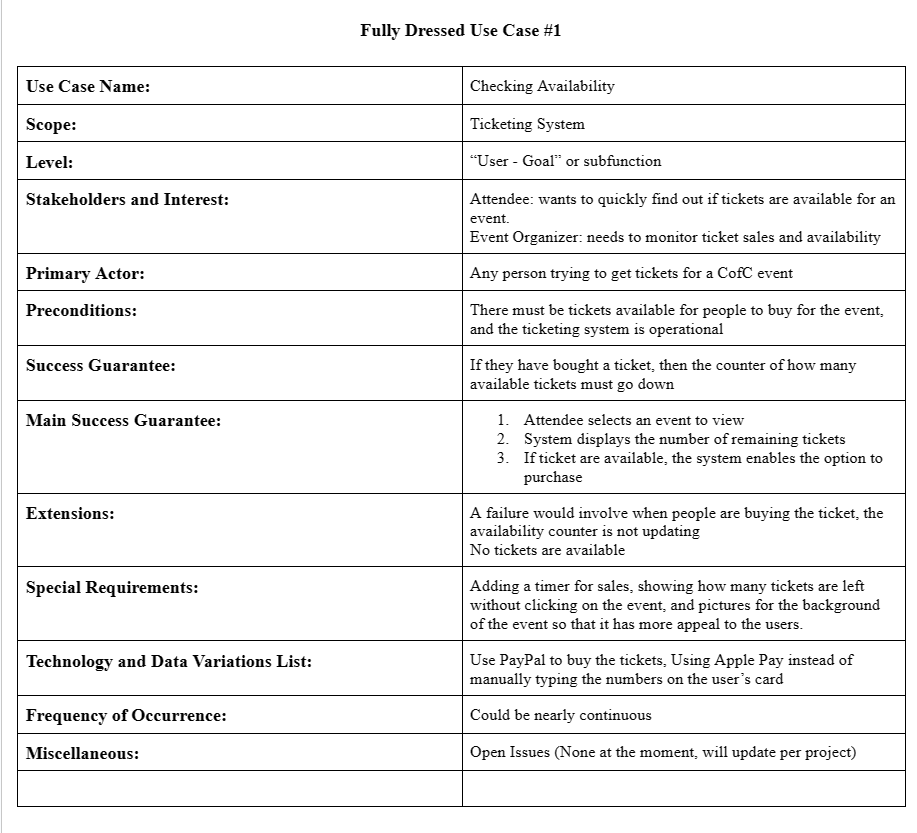 Fully Dressed Use Case #1
Use Case Name:
Checking Availability
Scope:
Ticketing System
Level:
“User - Goal” or subfunction
Stakeholders and Interest:
Attendee: wants to quickly find out if tickets are available for an
event.
Event Organizer: needs to monitor ticket sales and availability
Primary Actor:
Any person trying to get tickets for a CofC event
Preconditions:
There must be tickets available for people to buy for the event,
and the ticketing system is operational
Success Guarantee:
If they have bought a ticket, then the counter of how many
available tickets must go down
Main Success Guarantee:
1. Attendee selects an event to view
2. System displays the number of remaining tickets
3. If ticket are available, the system enables the option to
purchase
Extensions:
A failure would involve when people are buying the ticket, the
availability counter is not updating
No tickets are available
Special Requirements:
Adding a timer for sales, showing how many tickets are left
without clicking on the event, and pictures for the background
of the event so that it has more appeal to the users.
Technology and Data Variations List:
Use PayPal to buy the tickets, Using Apple Pay instead of
manually typing the numbers on the user’s card
Frequency of Occurrence:
Could be nearly continuous
Miscellaneous:
Open Issues (None at the moment, will update per project)